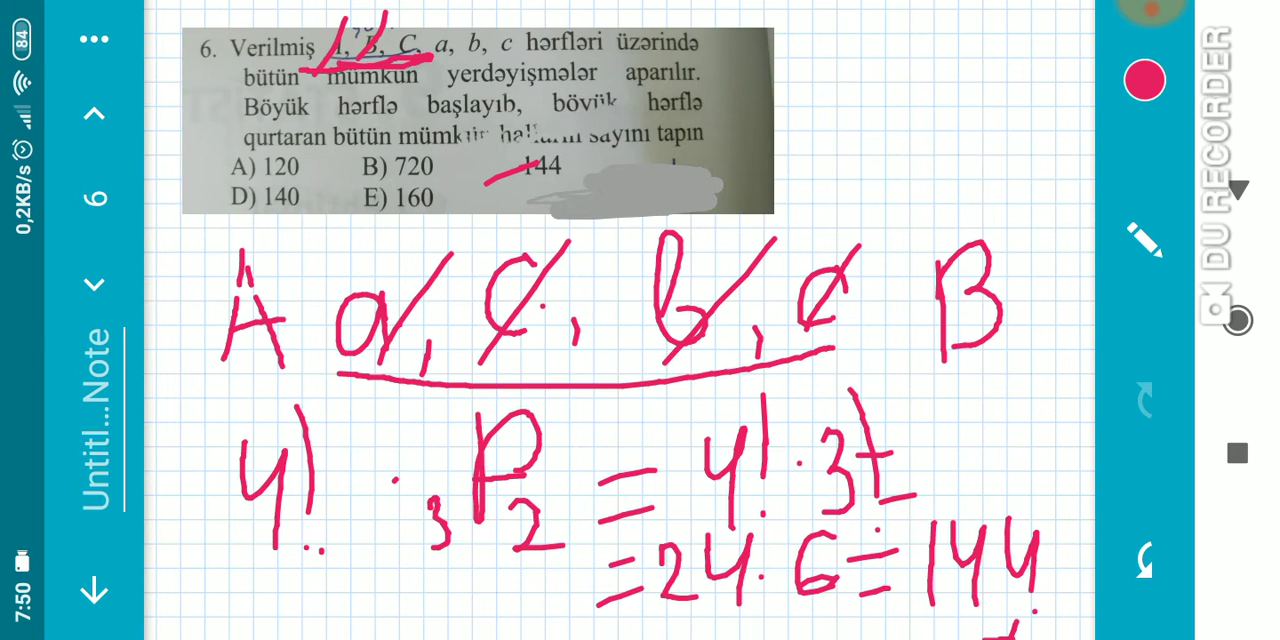 84
0,2KB/s
7:50
6
Untitl...Note
DU RECORDER
6. Verilmiş B, C, a, b, c hərfləri üzərində
bütün mümkün yerdəyişmələr aparılır.
Böyük hərflə başlayıb, böyük hərflə
qurtaran bütün sayını tapın
A) 120 B) 720 144
D) 140 E) 160
A a, C, b, c B
4! · 3P2 = 4! · 3!
= 24 · 6 = 144